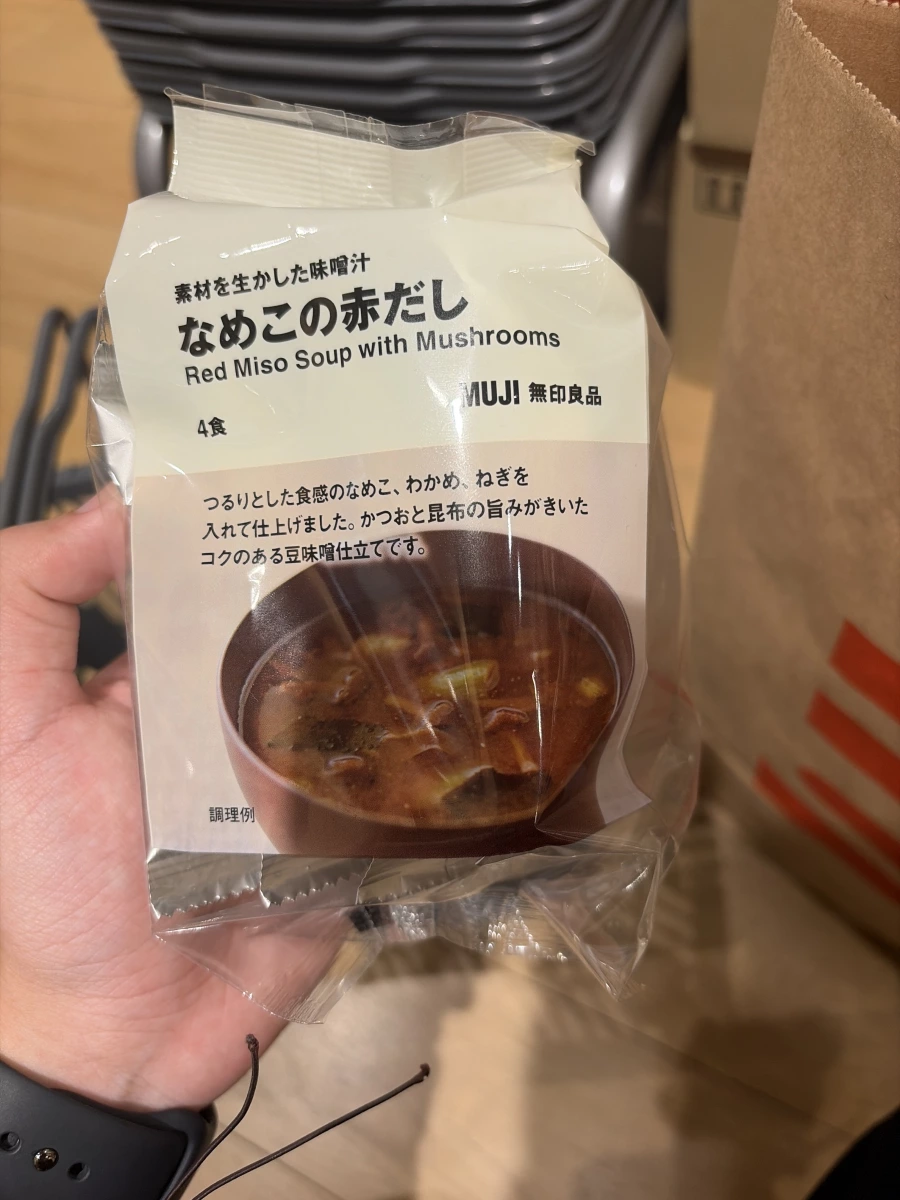 素材を生かした味噌汁
なめこの赤だし
Red Miso Soup with Mushrooms
MUJI 無印良品
4食
つるりとした食感のなめこ、わかめ、ねぎを
入れて仕上げました。かつおと昆布の旨みがきいた
コクのある豆味噌仕立てです。
調理例